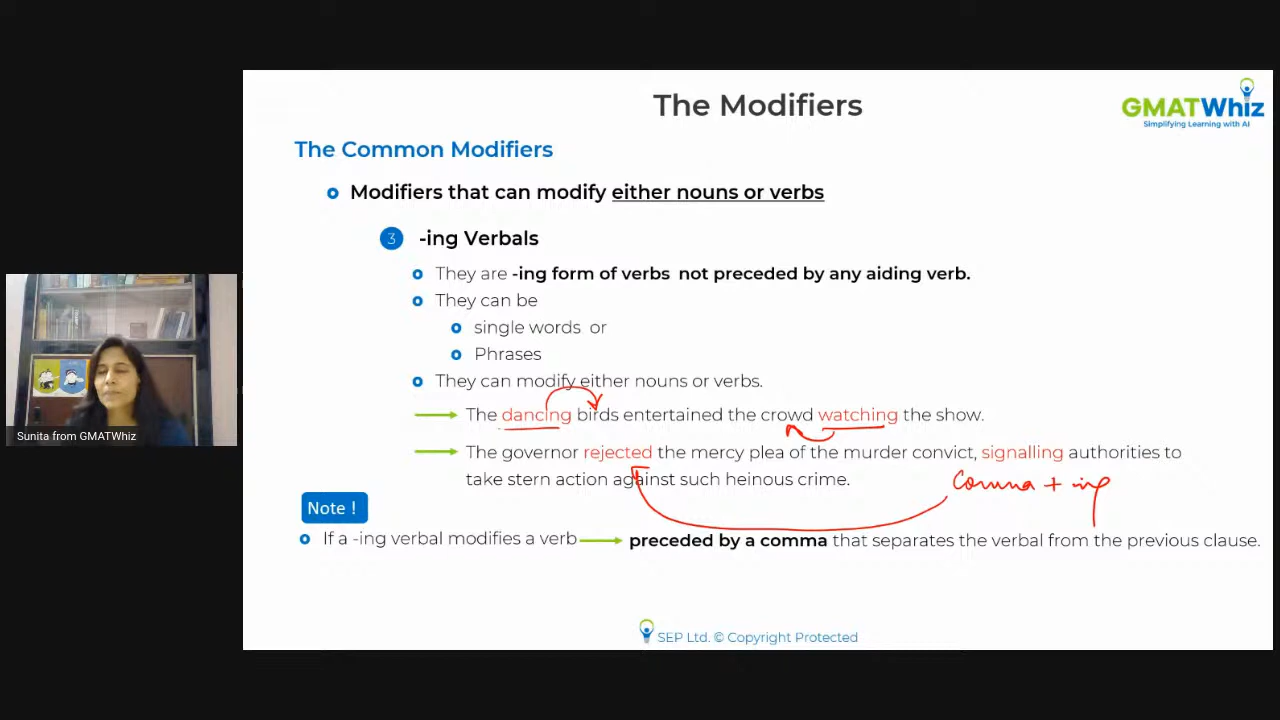 The Modifiers
GMATWhiz
Simplifying Learning with AI
The Common Modifiers
Modifiers that can modify either nouns or verbs
3 -ing Verbals
They are -ing form of verbs not preceded by any aiding verb.
They can be
single words or
Phrases
They can modify either nouns or verbs.
The dancing birds entertained the crowd watching the show.
The governor rejected the mercy plea of the murder convict, signalling authorities to
take stern action against such heinous crime.
Comma + ing
Note !
If a -ing verbal modifies a verb preceded by a comma that separates the verbal from the previous clause.
Sunita from GMATWhiz
SEP Ltd. © Copyright Protected